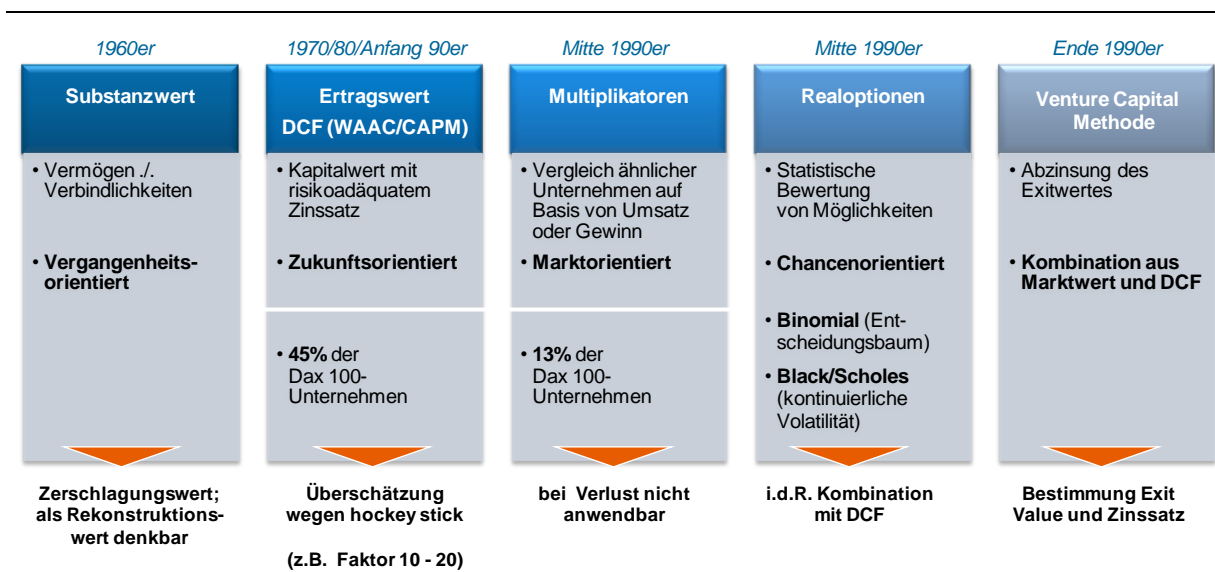 1960er
Substanzwert
• Vermögen ./.
Verbindlichkeiten
• Vergangenheits-
orientiert
Zerschlagungswert;
als Rekonstruktions-
wert denkbar
1970/80/Anfang 90er
Ertragswert
DCF (WAAC/CAPM)
• Kapitalwert mit
risikoadäquatem
Zinssatz
• Zukunftsorientiert
• 45% der
Dax 100-
Unternehmen
Überschätzung
wegen hockey stick
(z.B. Faktor 10 - 20)
Mitte 1990er
Multiplikatoren
• Vergleich ähnlicher
Unternehmen auf
Basis von Umsatz
oder Gewinn
• Marktorientiert
• 13% der
Dax 100-
Unternehmen
bei Verlust nicht
anwendbar
Mitte 1990er
Realoptionen
• Statistische
Bewertung
von Möglichkeiten
• Chancenorientiert
• Binomial (Ent-
scheidungsbaum)
• Black/Scholes
(kontinuierliche
Volatilität)
i.d.R. Kombination
mit DCF
Ende 1990er
Venture Capital
Methode
• Abzinsung des
Exitwertes
• Kombination aus
Marktwert und DCF
Bestimmung Exit
Value und Zinssatz